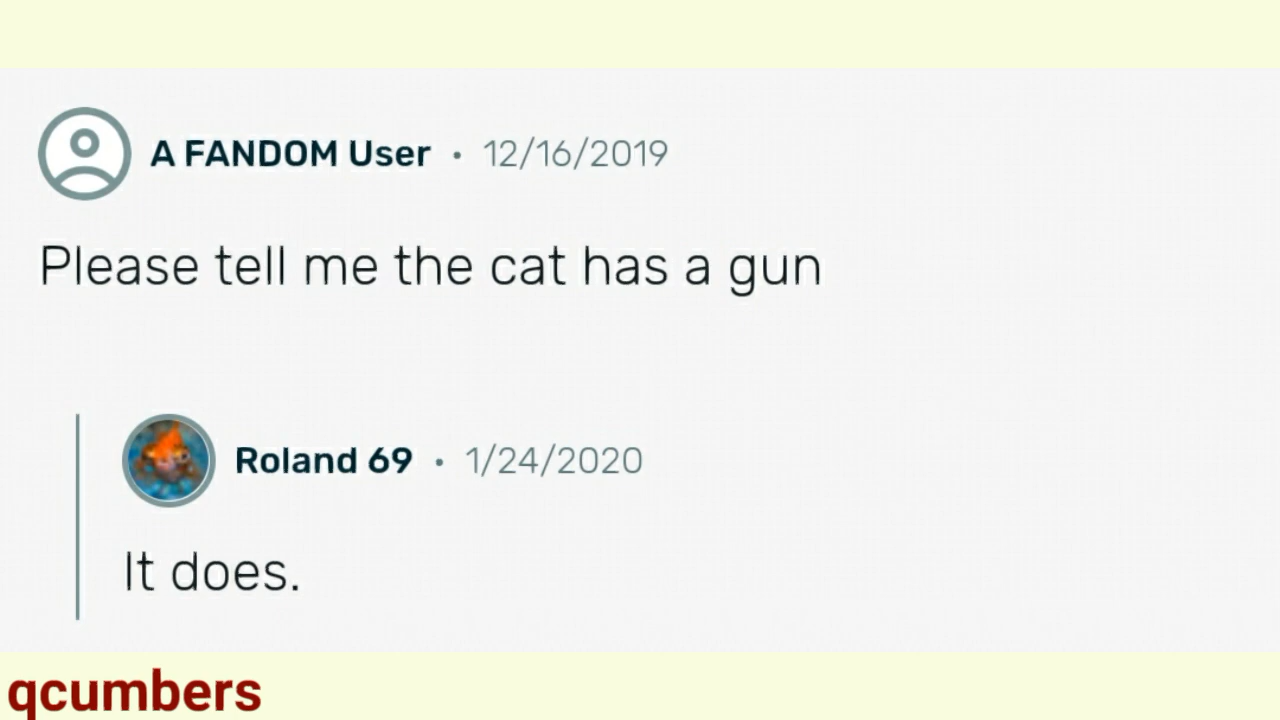 A FANDOM User • 12/16/2019
Please tell me the cat has a gun
Roland 69 • 1/24/2020
It does.
qcumbers